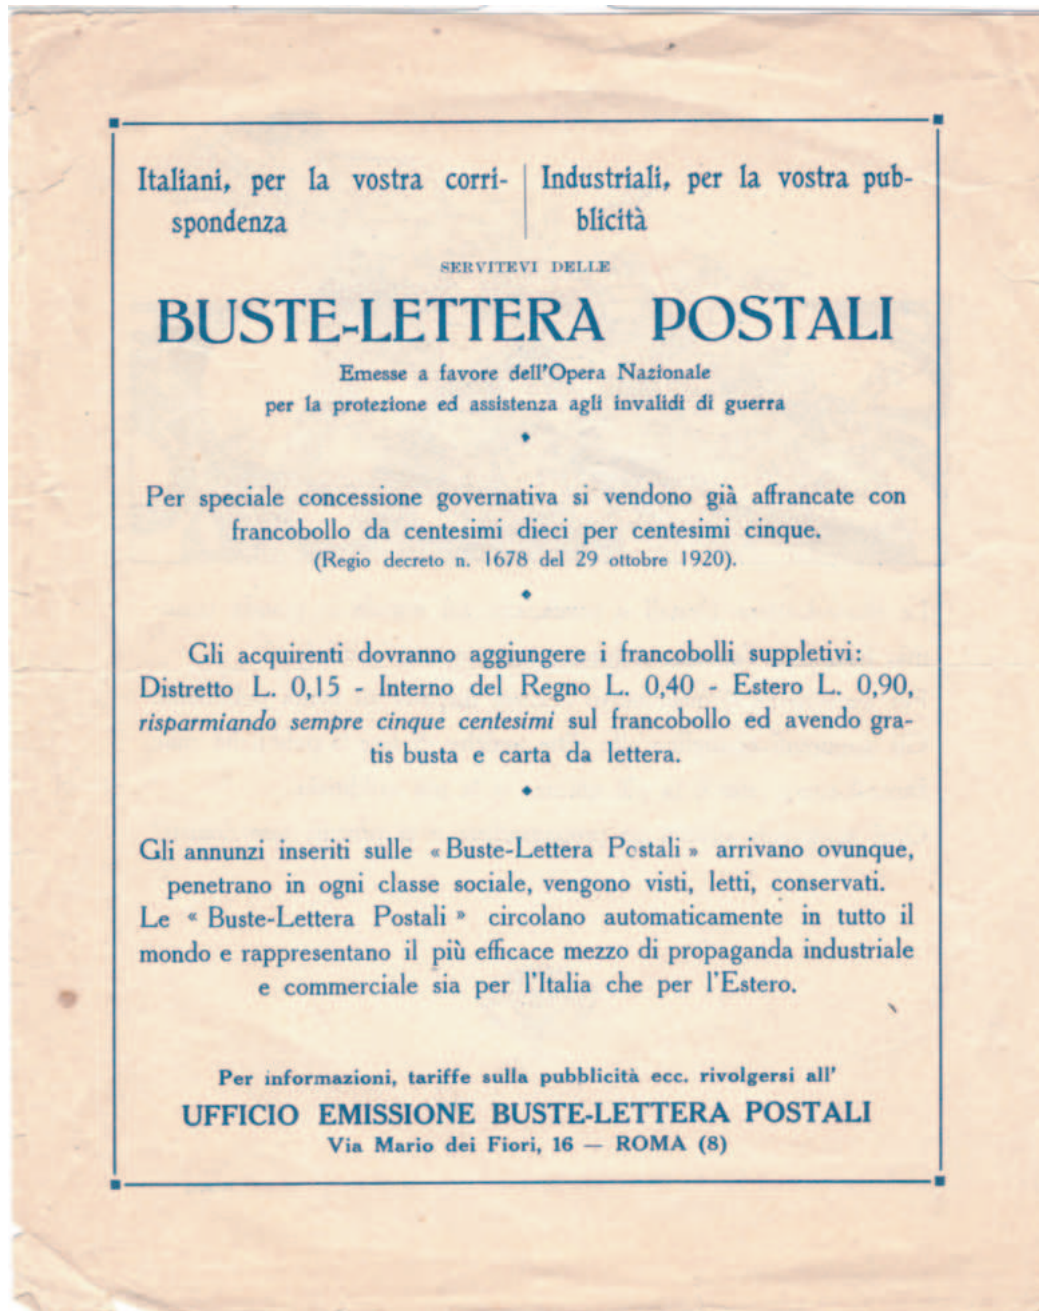 Italiani, per la vostra corri-
spondenza
Industriali, per la vostra pub-
blicità
SERVITEVI DELLE
BUSTE-LETTERA POSTALI
Emesse a favore dell'Opera Nazionale
per la protezione ed assistenza agli invalidi di guerra
Per speciale concessione governativa si vendono già affrancate con
francobollo da centesimi dieci per centesimi cinque.
(Regio decreto n. 1678 del 29 ottobre 1920).
Gli acquirenti dovranno aggiungere i francobolli suppletivi:
Distretto L. 0,15 - Interno del Regno L. 0,40 - Estero L. 0,90,
risparmiando sempre cinque centesimi sul francobollo ed avendo gra-
tis busta e carta da lettera.
Gli annunzi inseriti sulle « Buste-Lettera Postali » arrivano ovunque,
penetrano in ogni classe sociale, vengono visti, letti, conservati.
Le « Buste-Lettera Postali » circolano automaticamente in tutto il
mondo e rappresentano il più efficace mezzo di propaganda industriale
e commerciale sia per l'Italia che per l'Estero.
Per informazioni, tariffe sulla pubblicità ecc. rivolgersi all'
UFFICIO EMISSIONE BUSTE-LETTERA POSTALI
Via Mario dei Fiori, 16 — ROMA (8)